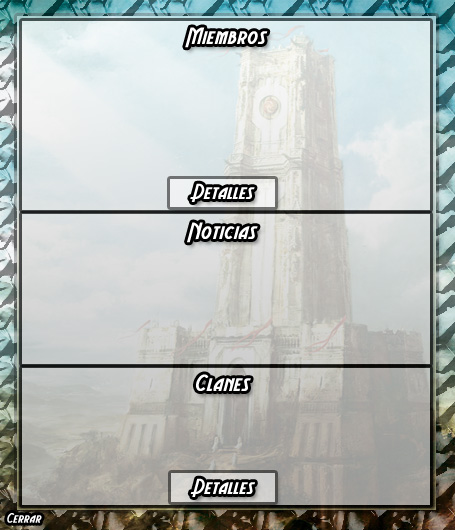 Miembros
Detalles
Noticias
Clanes
Detalles
Cerrar